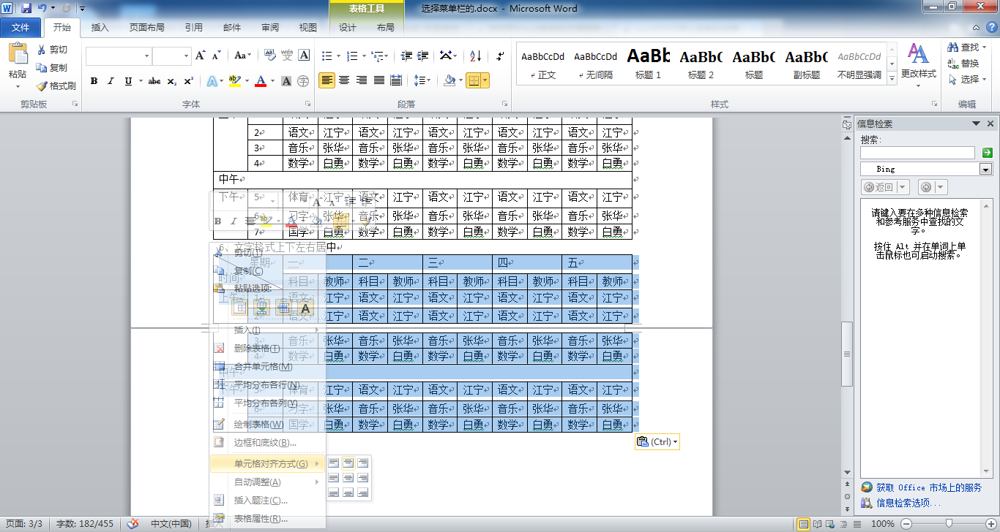 表格工具
选择菜单栏的.docx - Microsoft Word
文件 开始 插入 页面布局 引用 邮件 审阅 视图 设计 布局
粘贴 剪切
复制
格式刷
剪贴板
字体
段落
AaBbCcDd AaBbCcDd AaBb AaBbC AaBbC AaBbC AaBbCcDd
正文 无间隔 标题 1 标题 2 标题 副标题 不明显强调
更改样式
样式
查找
替换
选择
编辑
2 语文 江宁 语文 江宁 语文 江宁 语文 江宁 语文 江宁
3 音乐 张华 音乐 张华 音乐 张华 音乐 张华 音乐 张华
4 数学 白勇 数学 白勇 数学 白勇 数学 白勇 数学 白勇
中午
下午 5 体育 江宁 语文 江宁 语文 江宁 语文 江宁 语文 江宁
6 习字 张华 音乐 张华 音乐 张华 音乐 张华 音乐 张华
7 国学 白勇 数学 白勇 数学 白勇 数学 白勇 数学 白勇
6、文字格式上下左右居中
星期 一 二 三 四 五
时间 科目 教师 科目 教师 科目 教师 科目 教师 科目 教师
上午 1 语文 江宁 语文 江宁 语文 江宁 语文 江宁 语文 江宁
2 语文 江宁 语文 江宁 语文 江宁 语文 江宁 语文 江宁
3 音乐 张华 音乐 张华 音乐 张华 音乐 张华 音乐 张华
4 数学 白勇 数学 白勇 数学 白勇 数学 白勇 数学 白勇
中午
下午 5 体育 江宁 语文 江宁 语文 江宁 语文 江宁 语文 江宁
6 习字 张华 音乐 张华 音乐 张华 音乐 张华 音乐 张华
7 国学 白勇 数学 白勇 数学 白勇 数学 白勇 数学 白勇
(Ctrl)
剪切(T)
复制(C)
粘贴选项:
插入(I)
删除表格(T)
合并单元格(M)
平均分布各行(N)
平均分布各列(Y)
绘制表格(W)
边框和底纹(B)...
单元格对齐方式(G)
自动调整(A)
插入题注(C)...
表格属性(R)...
信息检索
搜索:
Bing
返回
请键入要在多种信息检索
和参考服务中查找的文
字。
按住 Alt 并在单词上单
击鼠标也可启动搜索。
获取 Office 市场上的服务
信息检索选项...
页面: 3/3 字数: 182/455 中文(中国) 插入
100%